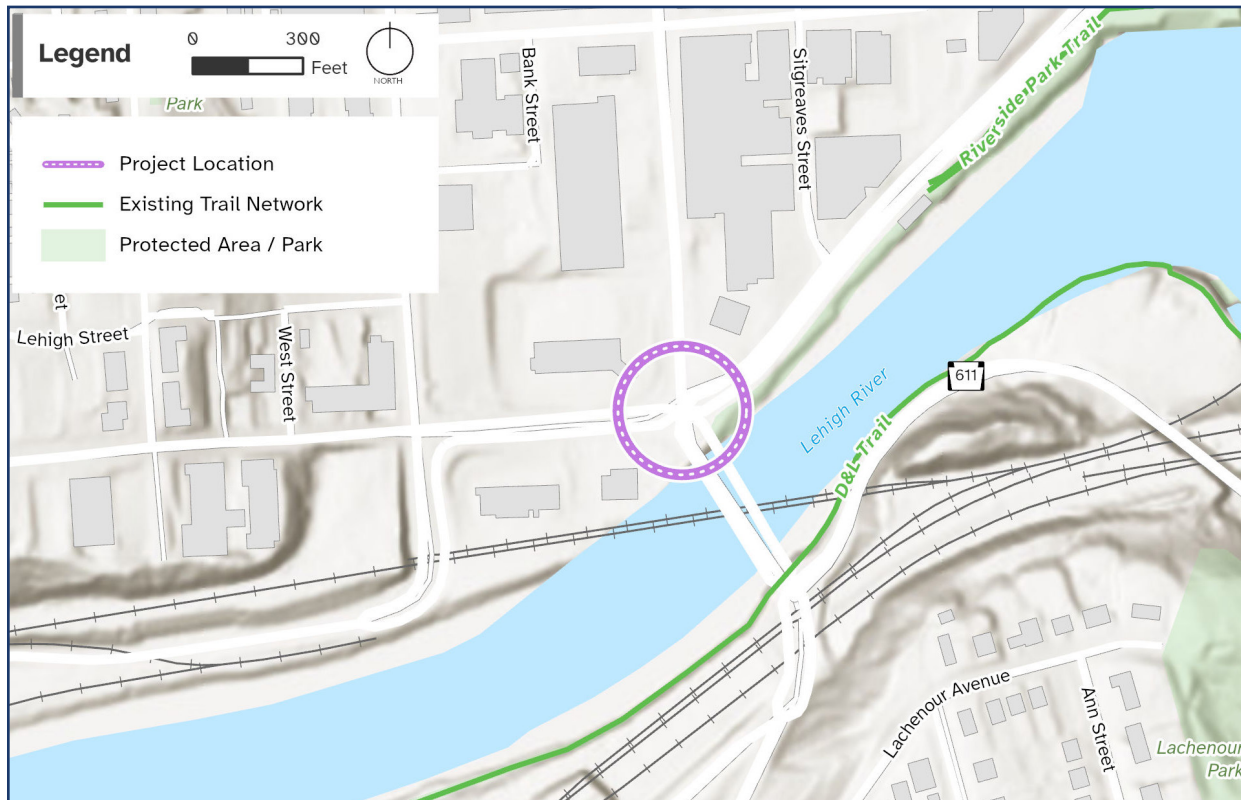 Legend
0 300
Feet
NORTH
Park
Project Location
Existing Trail Network
Protected Area / Park
Bank Street
Sitgreaves Street
Riverside Park Trail
et
Lehigh Street
West Street
Lehigh River
611
D&L Trail
Lachenour Avenue
Ann Street
Lachenour
Park